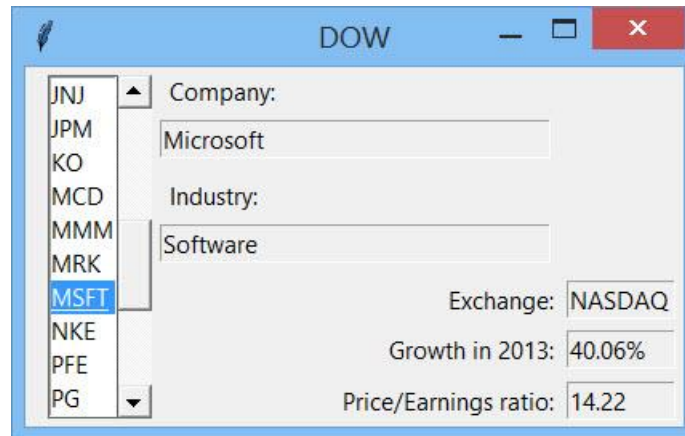 DOW
JNJ
JPM
KO
MCD
MMM
MRK
MSFT
NKE
PFE
PG
Company:
Microsoft
Industry:
Software
Exchange: NASDAQ
Growth in 2013: 40.06%
Price/Earnings ratio: 14.22